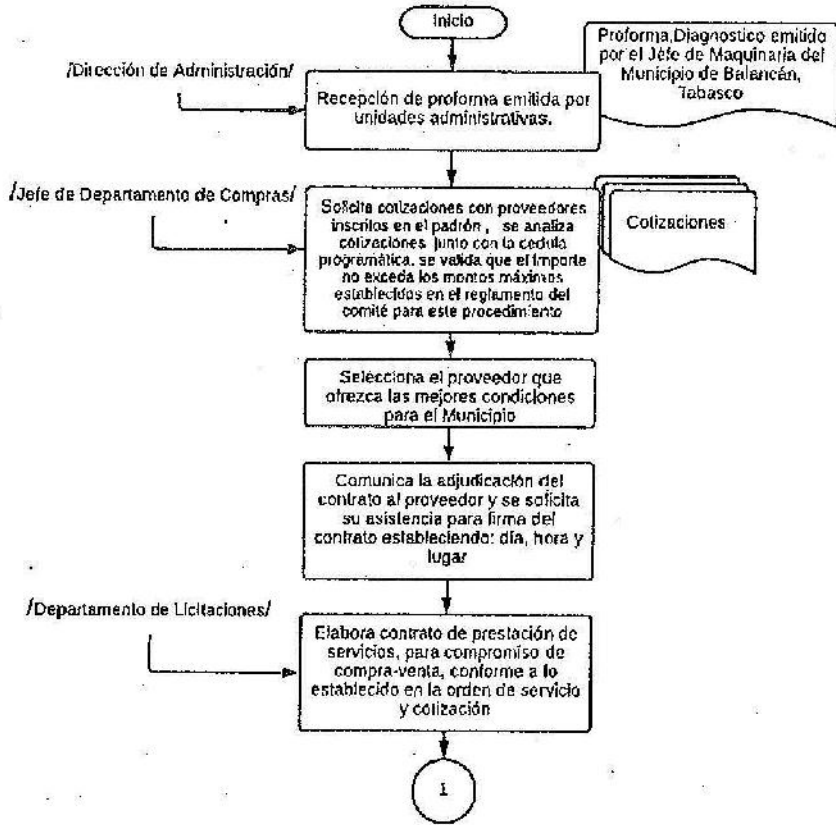 Inicio
Proforma,Diagnostico emitido
por el Jefe de Maquinaria del
Municipio de Balancán,
Tabasco
/Dirección de Administración/
Recepción de proforma emitida por
unidades administrativas.
/Jefe de Departamento de Compras/
Solicita cotizaciones con proveedores
inscritos en el padrón , se analiza
cotizaciones junto con la cedula
programática. se valida que el importe
no exceda los montos máximos
establecidos en el reglamento del
comité para este procedimiento
Cotizaciones
Selecciona el proveedor que
ofrezca las mejores condiciones
para el Municipio
Comunica la adjudicación del
contrato al proveedor y se solicita
su asistencia para firma del
contrato estableciendo: día, hora y
lugar
/Departamento de Licitaciones/
Elabora contrato de prestación de
servicios, para compromiso de
compra-venta, conforme a lo
establecido en la orden de servicio
y cotización
1